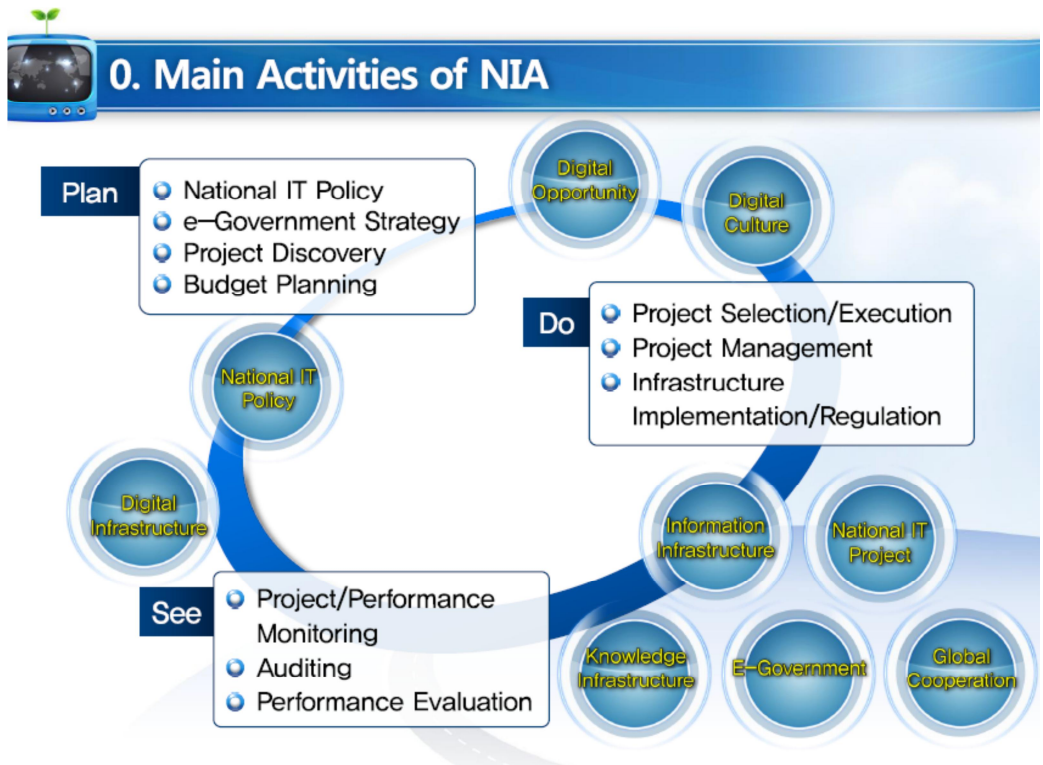 0. Main Activities of NIA
Plan
National IT Policy
e-Government Strategy
Project Discovery
Budget Planning
Digital
Opportunity
Digital
Culture
Do
Project Selection/Execution
Project Management
Infrastructure
Implementation/Regulation
National IT
Policy
Digital
Infrastructure
Information
Infrastructure
National IT
Project
See
Project/Performance
Monitoring
Auditing
Performance Evaluation
Knowledge
Infrastructure
E-Government
Global
Cooperation